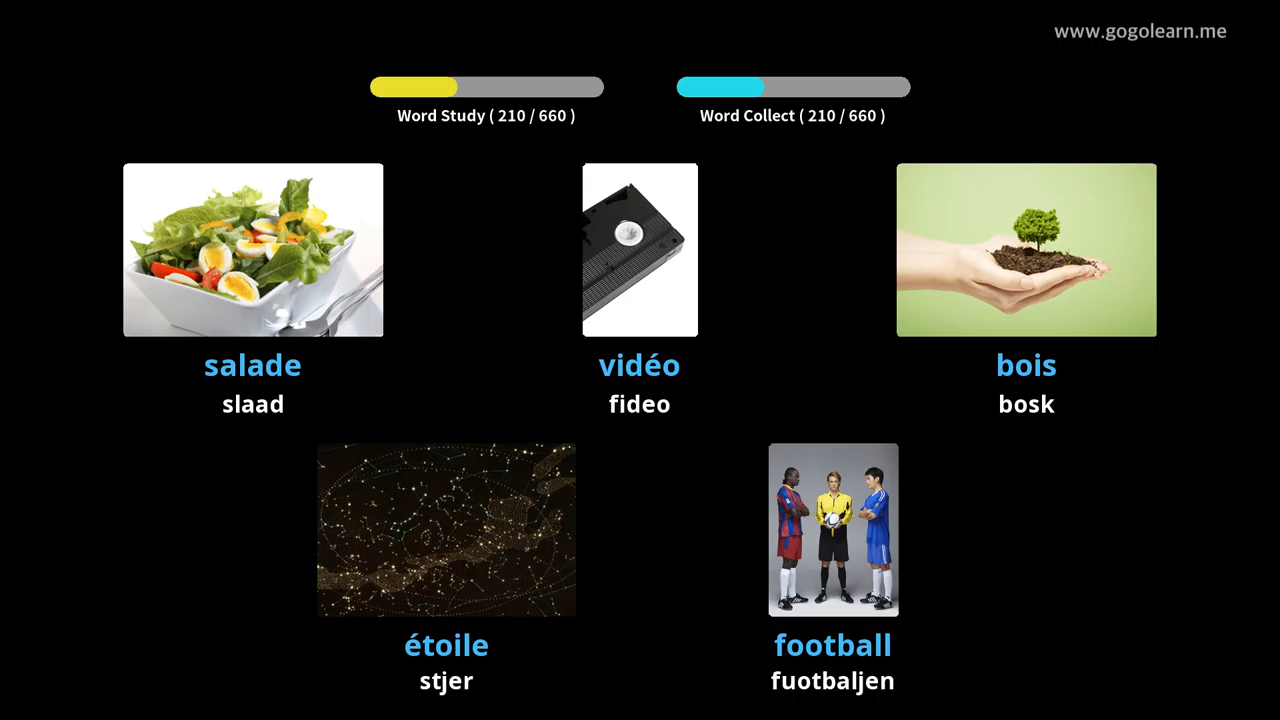 www.gogolearn.me
Word Study ( 210 / 660 )
Word Collect ( 210 / 660 )
salade
slaad
vidéo
fideo
bois
bosk
étoile
stjer
football
fuotbaljen